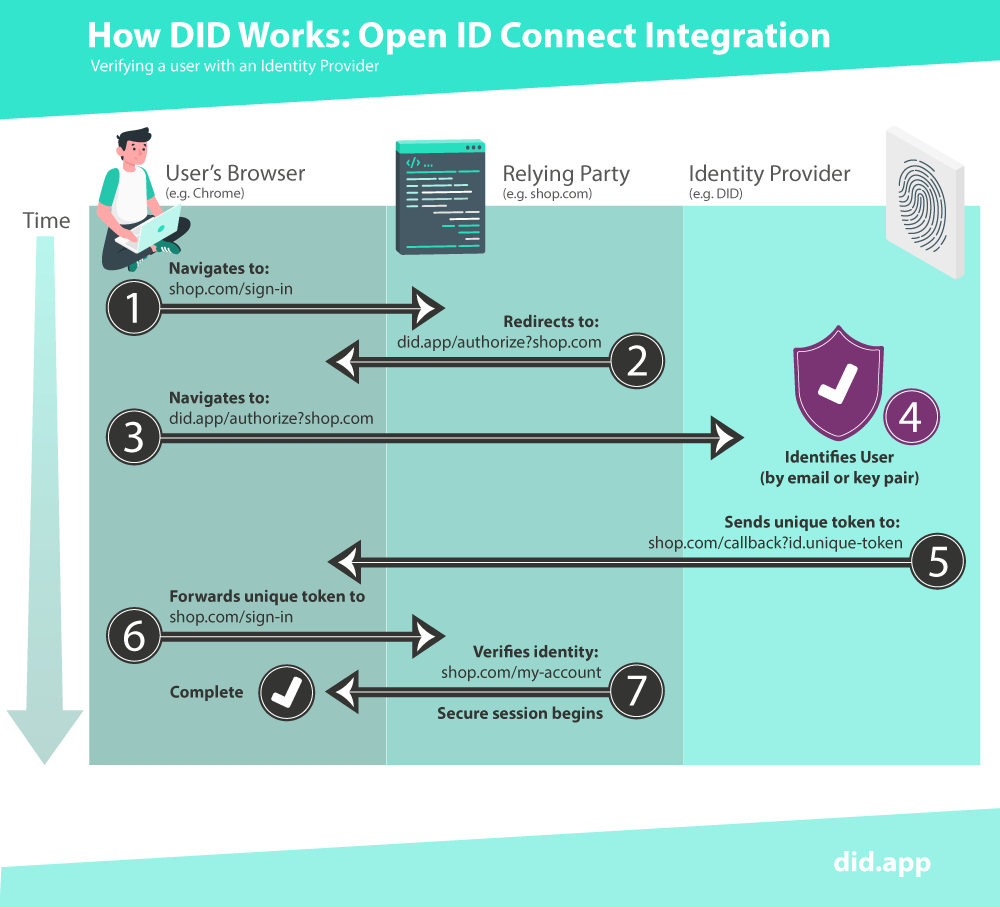 How DID Works: Open ID Connect Integration
Verifying a user with an Identity Provider
User's Browser
(e.g. Chrome)
</> ...
Relying Party
(e.g. shop.com)
Identity Provider
(e.g. DID)
Time
Navigates to:
shop.com/sign-in
1
Redirects to:
did.app/authorize?shop.com
2
Navigates to:
did.app/authorize?shop.com
3
4
Identifies User
(by email or key pair)
Sends unique token to:
shop.com/callback?id.unique-token
5
Forwards unique token to
shop.com/sign-in
6
Verifies identity:
shop.com/my-account
7
Complete
Secure session begins
did.app